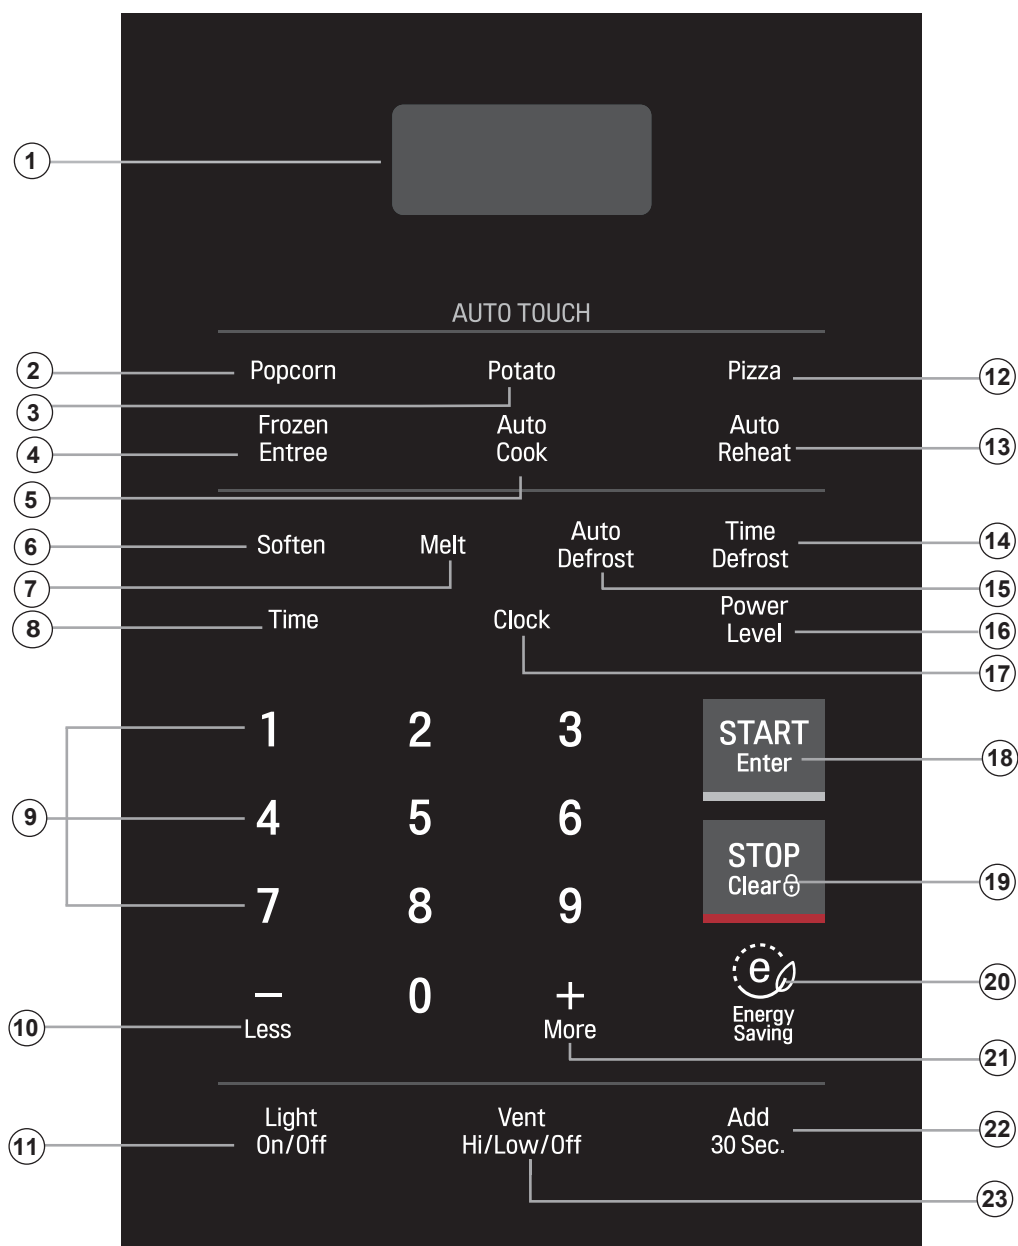 1
AUTO TOUCH
2 Popcorn Potato Pizza 12
3
4 Frozen Entree
Auto Cook
Auto Reheat 13
5
6 Soften Melt
Auto Defrost
Time Defrost 14
7
15
8 Time Clock
Power Level 16
17
1 2 3
START
Enter 18
9
4 5 6
STOP
Clear 19
7 8 9
e
Energy
Saving 20
10 −
Less
0
+
More
21
11 Light
On/Off
Vent
Hi/Low/Off
Add
30 Sec. 22
23